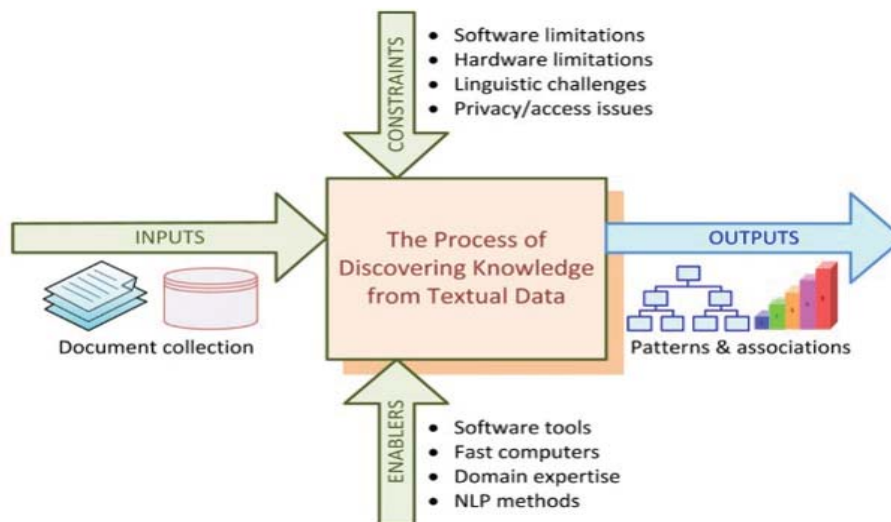 CONSTRAINTS
• Software limitations
• Hardware limitations
• Linguistic challenges
• Privacy/access issues
INPUTS
The Process of
Discovering Knowledge
from Textual Data
OUTPUTS
Document collection
Patterns & associations
ENABLERS
• Software tools
• Fast computers
• Domain expertise
• NLP methods